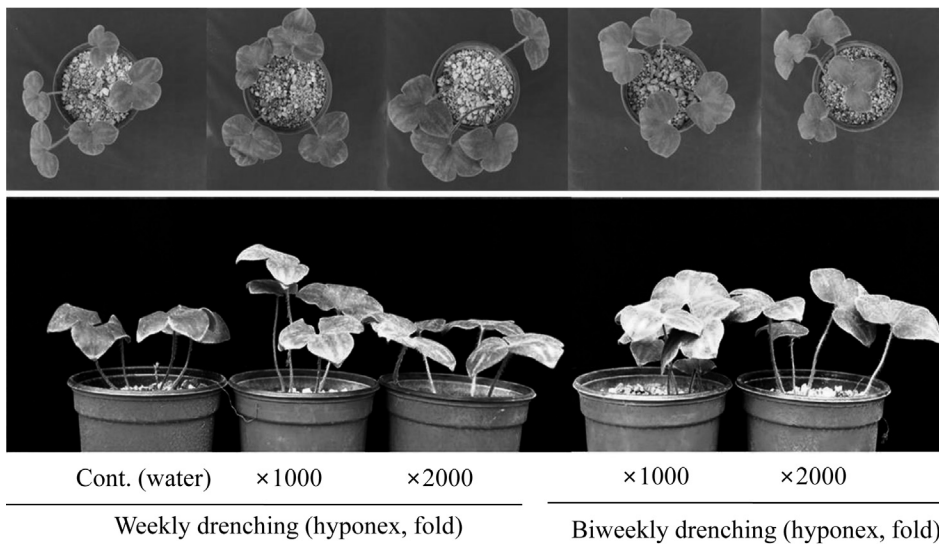 Cont. (water) ×1000 ×2000 ×1000 ×2000
Weekly drenching (hyponex, fold) Biweekly drenching (hyponex, fold)